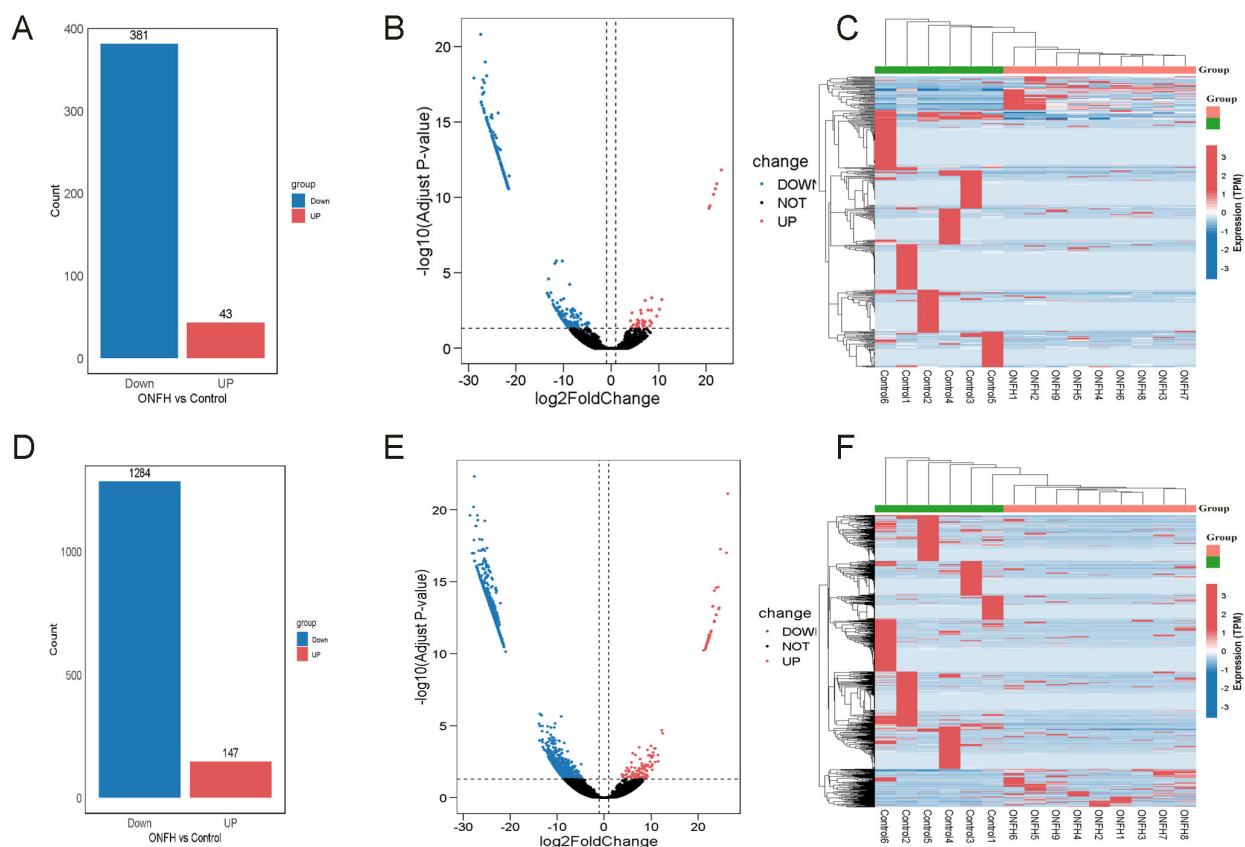 A
400
300
200
100
0
Count
381
43
Down
UP
ONFH vs Control
group
Down
UP
B
20
15
10
5
0
-log10(Adjust P-value)
-30
-20
-10
0
10
20
log2FoldChange
change
DOWN
NOT
UP
C
Group
Group
3
2
1
0
-1
-2
-3
Expression (TPM)
Control6
Control1
Control2
Control4
Control3
Control5
ONFH1
ONFH2
ONFH9
ONFH5
ONFH4
ONFH6
ONFH8
ONFH3
ONFH7
D
1000
500
0
Count
1284
147
Down
UP
ONFH vs Control
group
Down
UP
E
20
15
10
5
0
-log10(Adjust P-value)
-30
-20
-10
0
10
20
log2FoldChange
change
DOW
NOT
UP
F
Group
Group
3
2
1
0
-1
-2
-3
Expression (TPM)
Control6
Control2
Control5
Control4
Control3
Control1
ONFH6
ONFH5
ONFH9
ONFH4
ONFH2
ONFH1
ONFH3
ONFH7
ONFH8